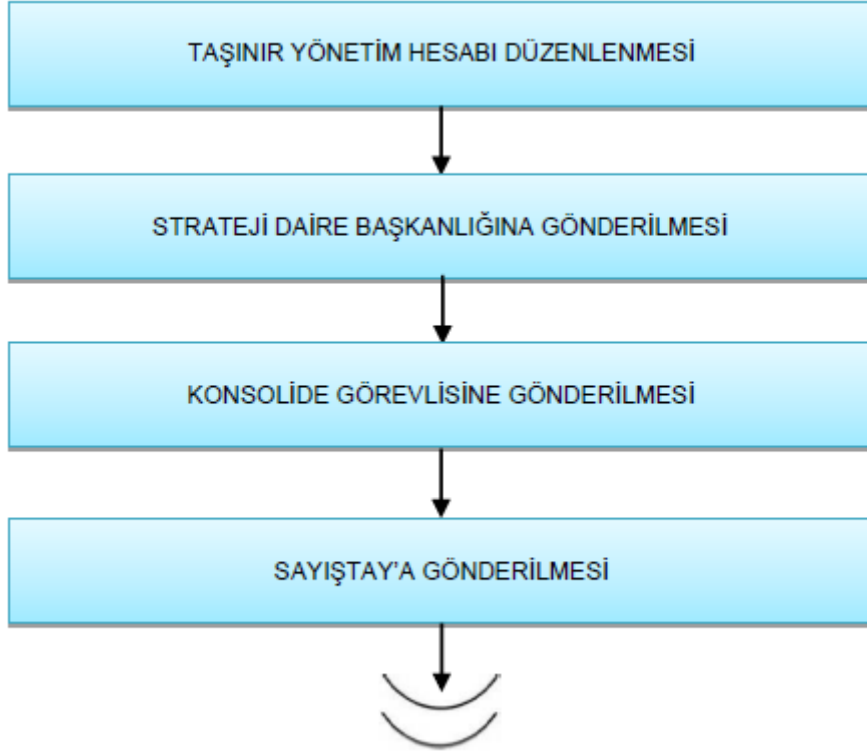 TAŞINIR YÖNETİM HESABI DÜZENLENMESİ
STRATEJİ DAİRE BAŞKANLIĞINA GÖNDERİLMESİ
KONSOLİDE GÖREVLİSİNE GÖNDERİLMESİ
SAYIŞTAY'A GÖNDERİLMESİ